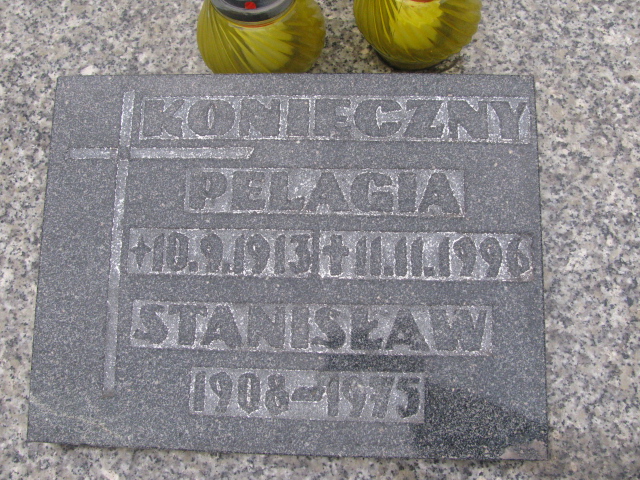 KONIECZNY
PELAGIA
*10.9.1913 ✝11.11.1996
STANISŁAW
1908-1975